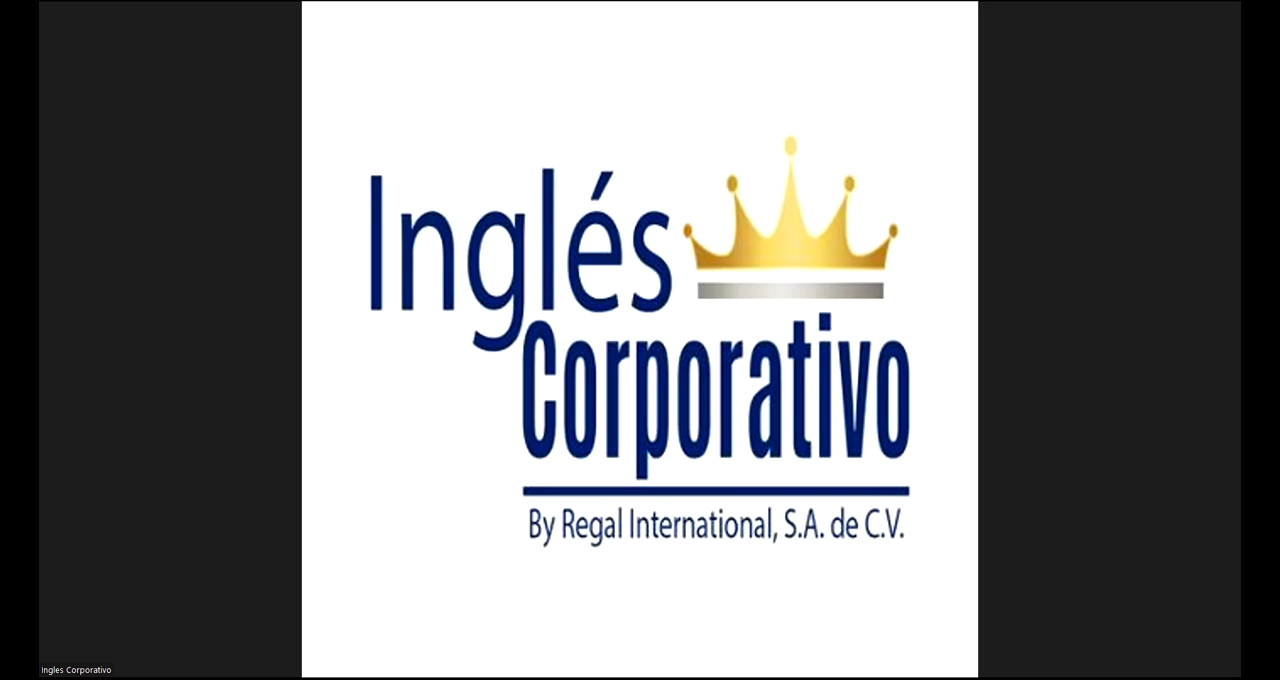 Inglés
Corporativo
By Regal International, S.A. de C.V.
Ingles Corporativo